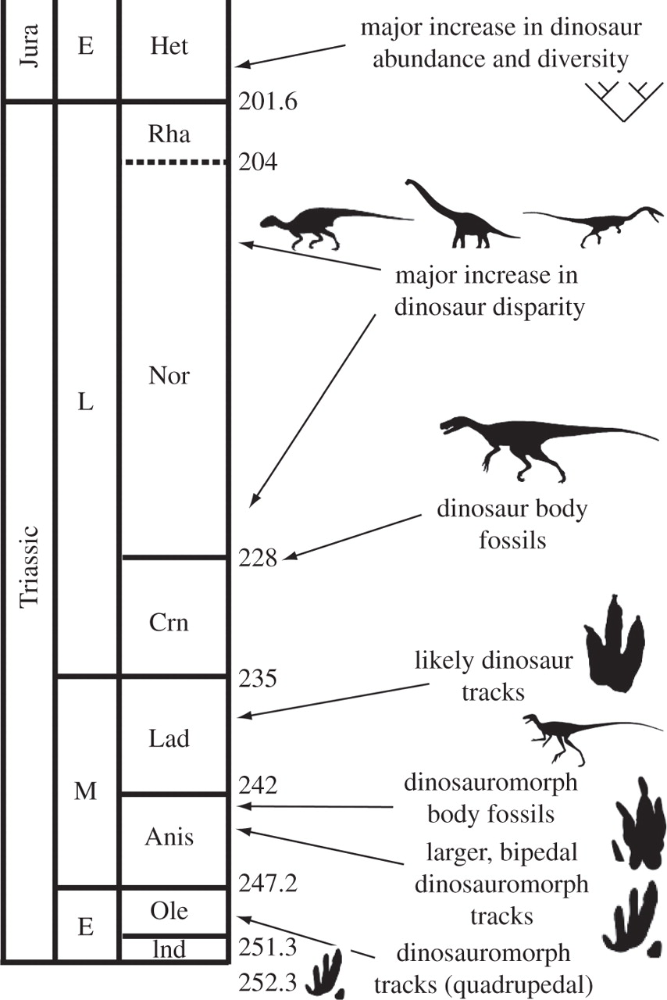 Jura
E
Het
major increase in dinosaur
abundance and diversity
201.6
Rha
204
major increase in
dinosaur disparity
Nor
L
dinosaur body
fossils
228
Triassic
Crn
likely dinosaur
tracks
235
Lad
242
dinosauromorph
body fossils
M
Anis
larger, bipedal
dinosauromorph
tracks
247.2
Ole
E
Ind
251.3
dinosauromorph
tracks (quadrupedal)
252.3